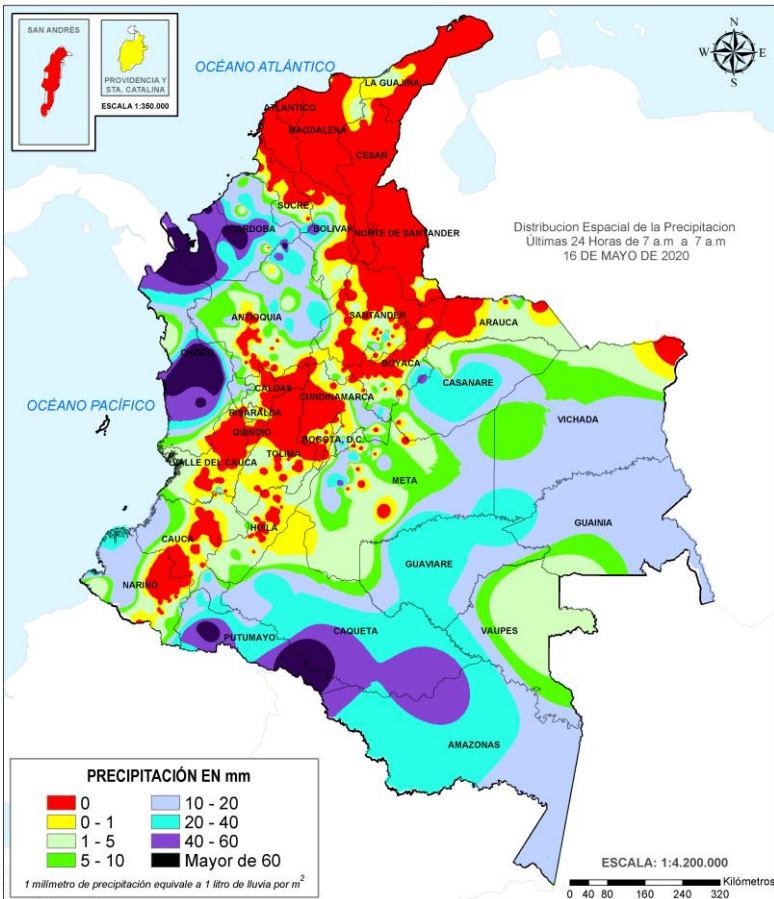 SAN ANDRÉS
PROVIDENCIA Y
STA. CATALINA
ESCALA 1:350.000
N
W E
S
OCÉANO ATLÁNTICO
LA GUAJIRA
ATLANTICO
MAGDALENA
CESAR
SUCRE
CORDOBA
BOLIVAR
NORTE DE SANTANDER
Distribucion Espacial de la Precipitacion
Últimas 24 Horas de 7 a.m a 7 a.m
16 DE MAYO DE 2020
ANTIOQUIA
SANTANDER
ARAUCA
CHOCO
BOYACA
CASANARE
CALDAS
CUNDINAMARCA
OCÉANO PACÍFICO
RISARALDA
VICHADA
QUINDIO
BOGOTA, D.C.
TOLIMA
VALLE DEL CAUCA
META
GUAINIA
HUILA
CAUCA
GUAVIARE
NARIÑO
PUTUMAYO
CAQUETA
VAUPES
AMAZONAS
PRECIPITACIÓN EN mm
0
0 - 1
1 - 5
5 - 10
10 - 20
20 - 40
40 - 60
Mayor de 60
1 milímetro de precipitación equivale a 1 litro de lluvia por m²
ESCALA: 1:4.200.000
Kilómetros
0 40 80 160 240 320